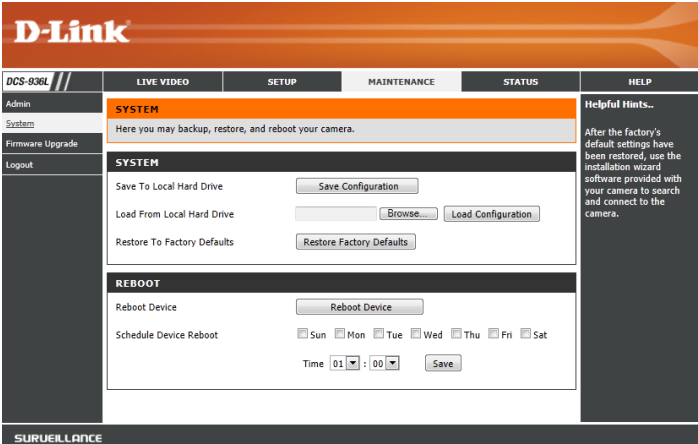 D-Link
DCS-936L LIVE VIDEO SETUP MAINTENANCE STATUS HELP
Admin
System
Firmware Upgrade
Logout
SYSTEM
Here you may backup, restore, and reboot your camera.
SYSTEM
Save To Local Hard Drive Save Configuration
Load From Local Hard Drive Browse... Load Configuration
Restore To Factory Defaults Restore Factory Defaults
REBOOT
Reboot Device Reboot Device
Schedule Device Reboot Sun Mon Tue Wed Thu Fri Sat
Time 01 : 00 Save
Helpful Hints..
After the factory's
default settings have
been restored, use the
installation wizard
software provided with
your camera to search
and connect to the
camera.
SURVEILLANCE